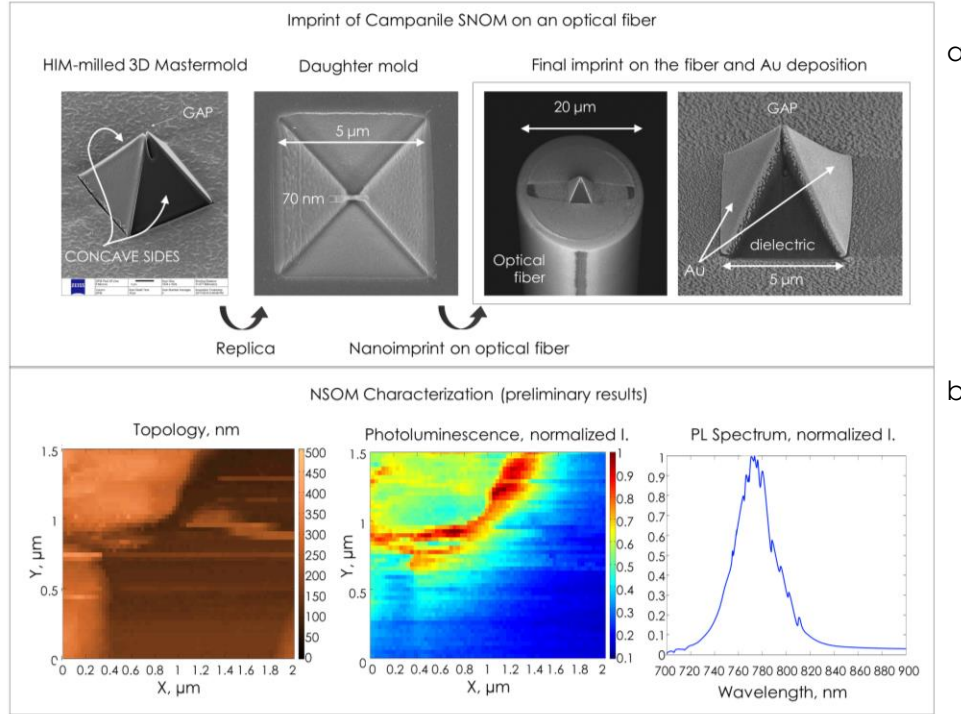 Imprint of Campanile SNOM on an optical fiber
a
HIM-milled 3D Mastermold
Daughter mold
Final imprint on the fiber and Au deposition
GAP
CONCAVE SIDES
ZEISS
5 µm
70 nm
20 µm
Optical
fiber
GAP
dielectric
Au
5 µm
Replica
Nanoimprint on optical fiber
b
NSOM Characterization (preliminary results)
Topology, nm
1.5
1
0.5
0
Y, µm
0 0.2 0.4 0.6 0.8 1 1.2 1.4 1.6 1.8 2
X, µm
500
450
400
350
300
250
200
150
100
50
0
Photoluminescence, normalized I.
1.5
1
0.5
0
Y, µm
0 0.2 0.4 0.6 0.8 1 1.2 1.4 1.6 1.8 2
X, µm
1
0.9
0.8
0.7
0.6
0.5
0.4
0.3
0.2
0.1
PL Spectrum, normalized I.
1
0.9
0.8
0.7
0.6
0.5
0.4
0.3
0.2
0.1
0
700 720 740 760 780 800 820 840 860 880 900
Wavelength, nm